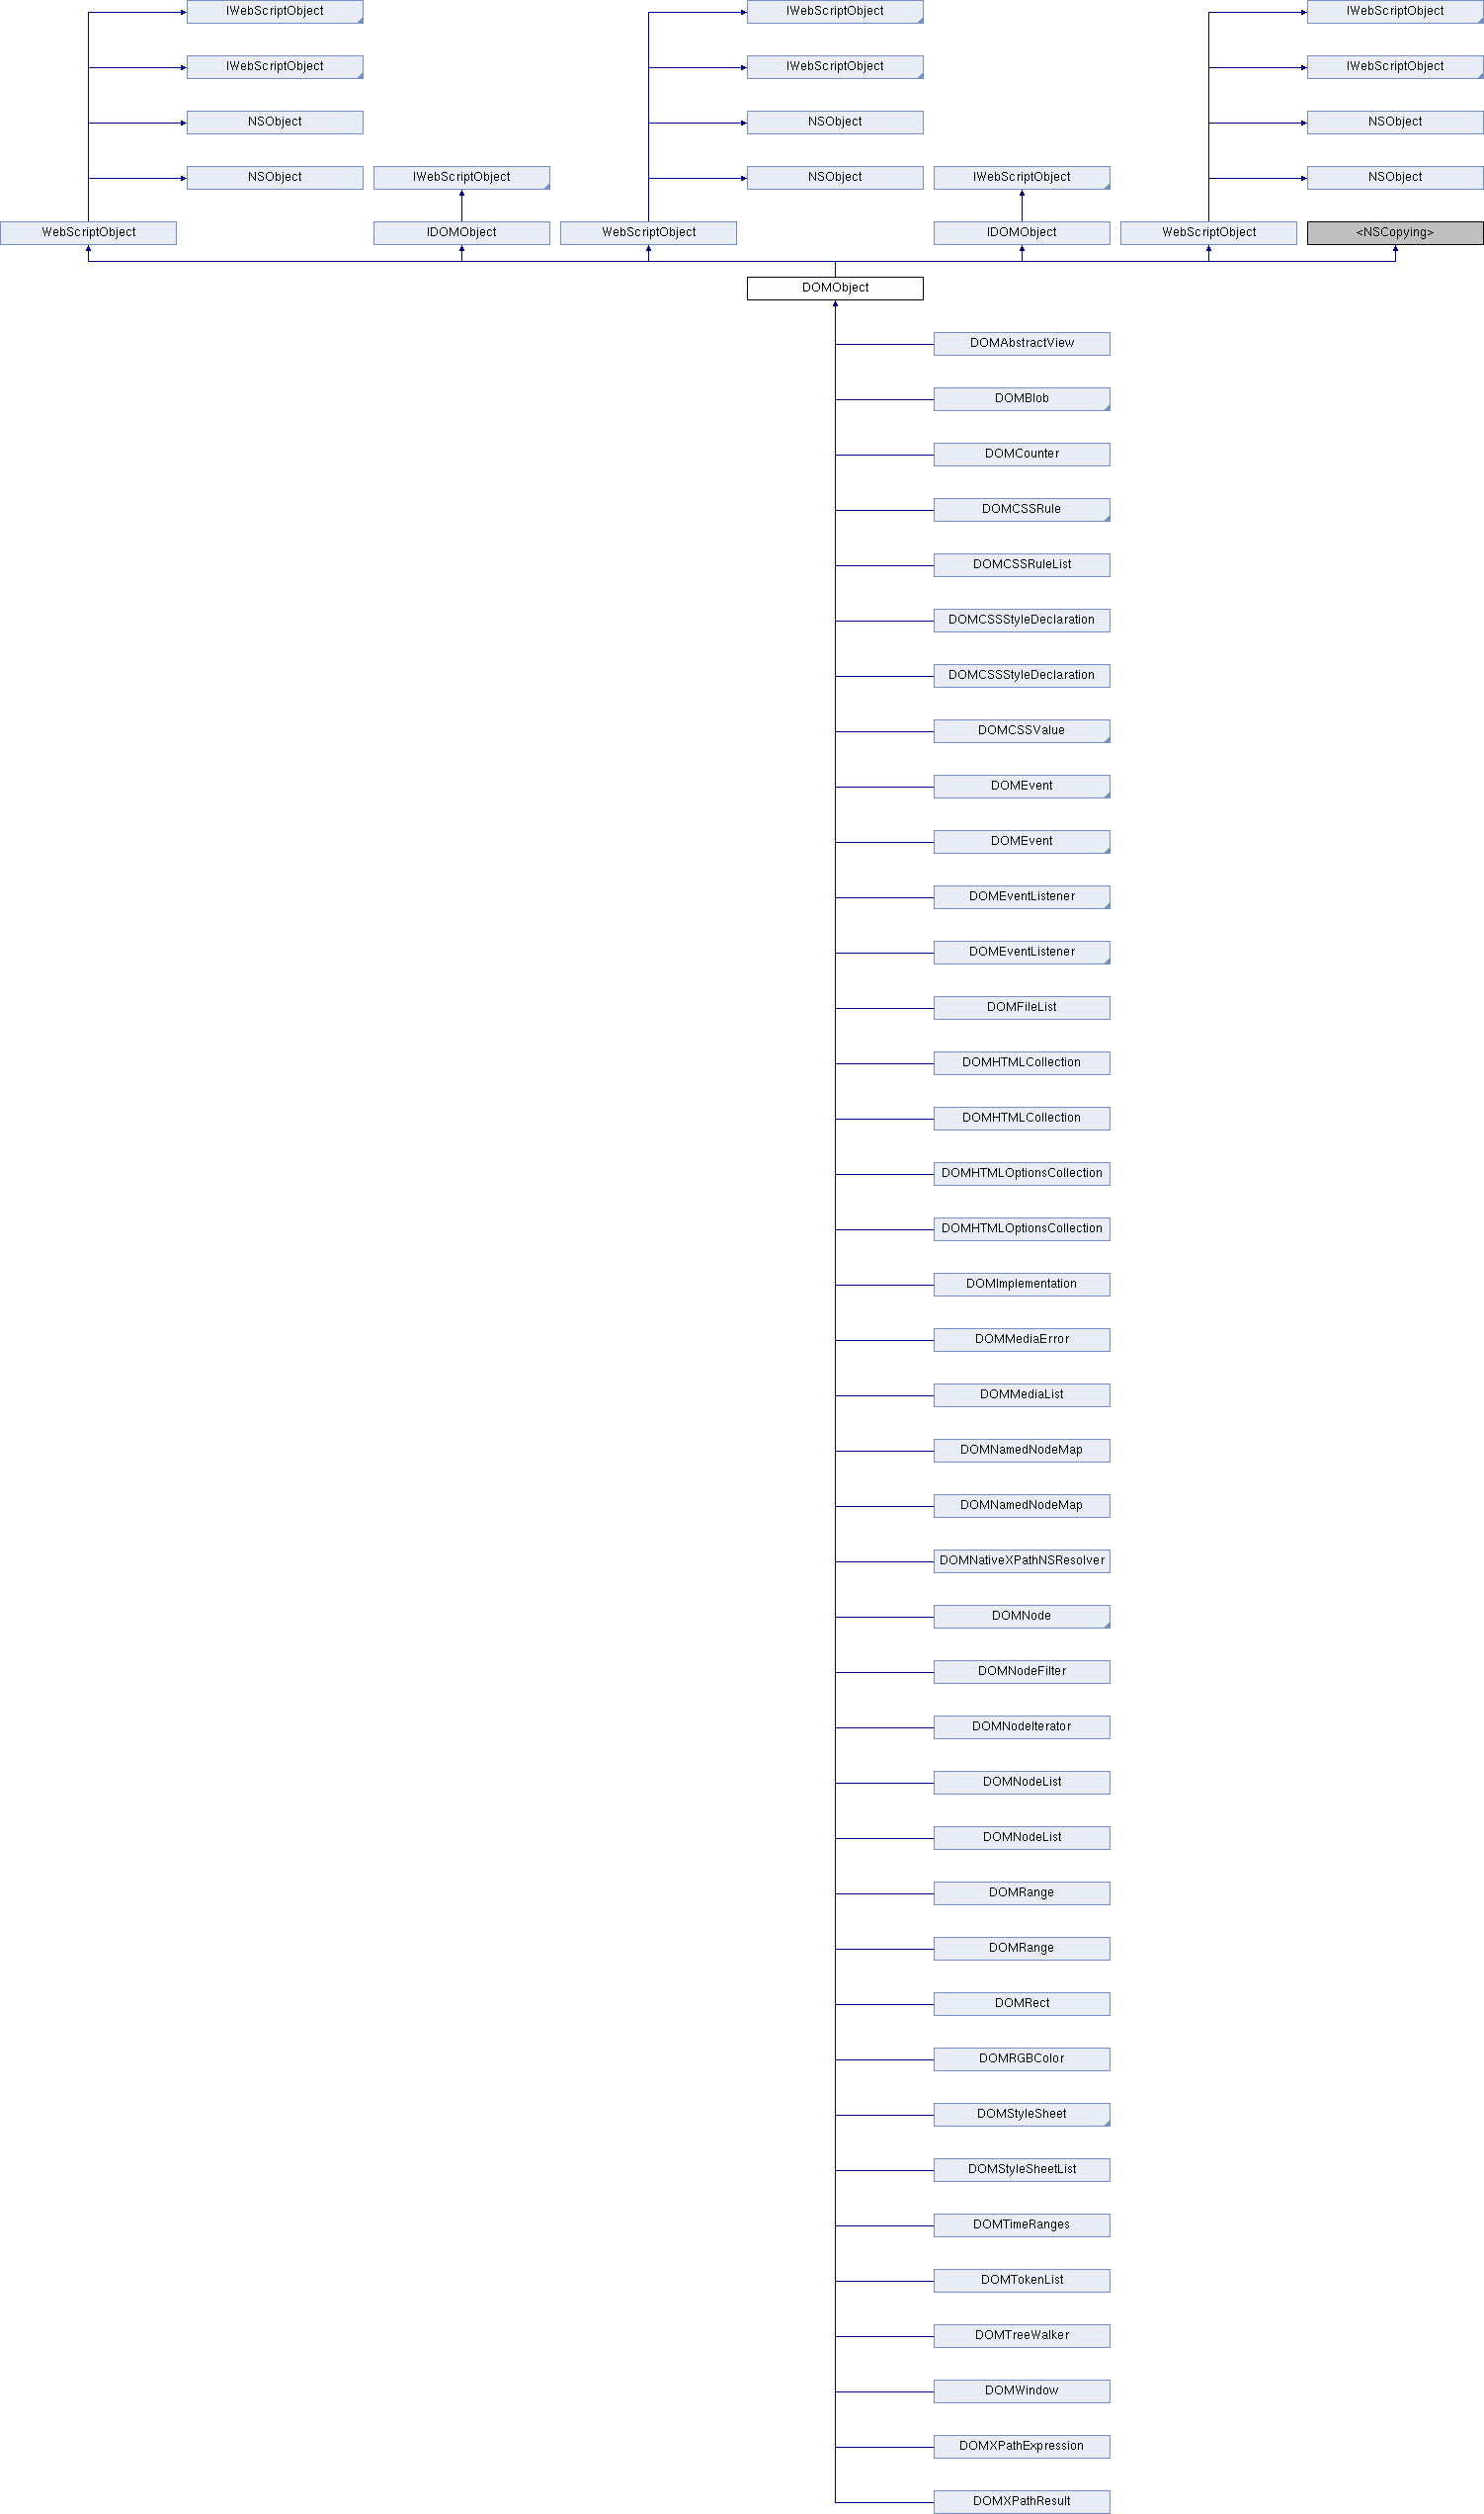 IWebScriptObject IWebScriptObject IWebScriptObject
IWebScriptObject IWebScriptObject IWebScriptObject
NSObject NSObject NSObject
NSObject IWebScriptObject NSObject IWebScriptObject NSObject
WebScriptObject IDOMObject WebScriptObject IDOMObject WebScriptObject <NSCopying>
DOMObject
DOMAbstractView
DOMBlob
DOMCounter
DOMCSSRule
DOMCSSRuleList
DOMCSSStyleDeclaration
DOMCSSStyleDeclaration
DOMCSSValue
DOMEvent
DOMEvent
DOMEventListener
DOMEventListener
DOMFileList
DOMHTMLCollection
DOMHTMLCollection
DOMHTMLOptionsCollection
DOMHTMLOptionsCollection
DOMImplementation
DOMMediaError
DOMMediaList
DOMNamedNodeMap
DOMNamedNodeMap
DOMNativeXPathNSResolver
DOMNode
DOMNodeFilter
DOMNodeIterator
DOMNodeList
DOMNodeList
DOMRange
DOMRange
DOMRect
DOMRGBColor
DOMStyleSheet
DOMStyleSheetList
DOMTimeRanges
DOMTokenList
DOMTreeWalker
DOMWindow
DOMXPathExpression
DOMXPathResult